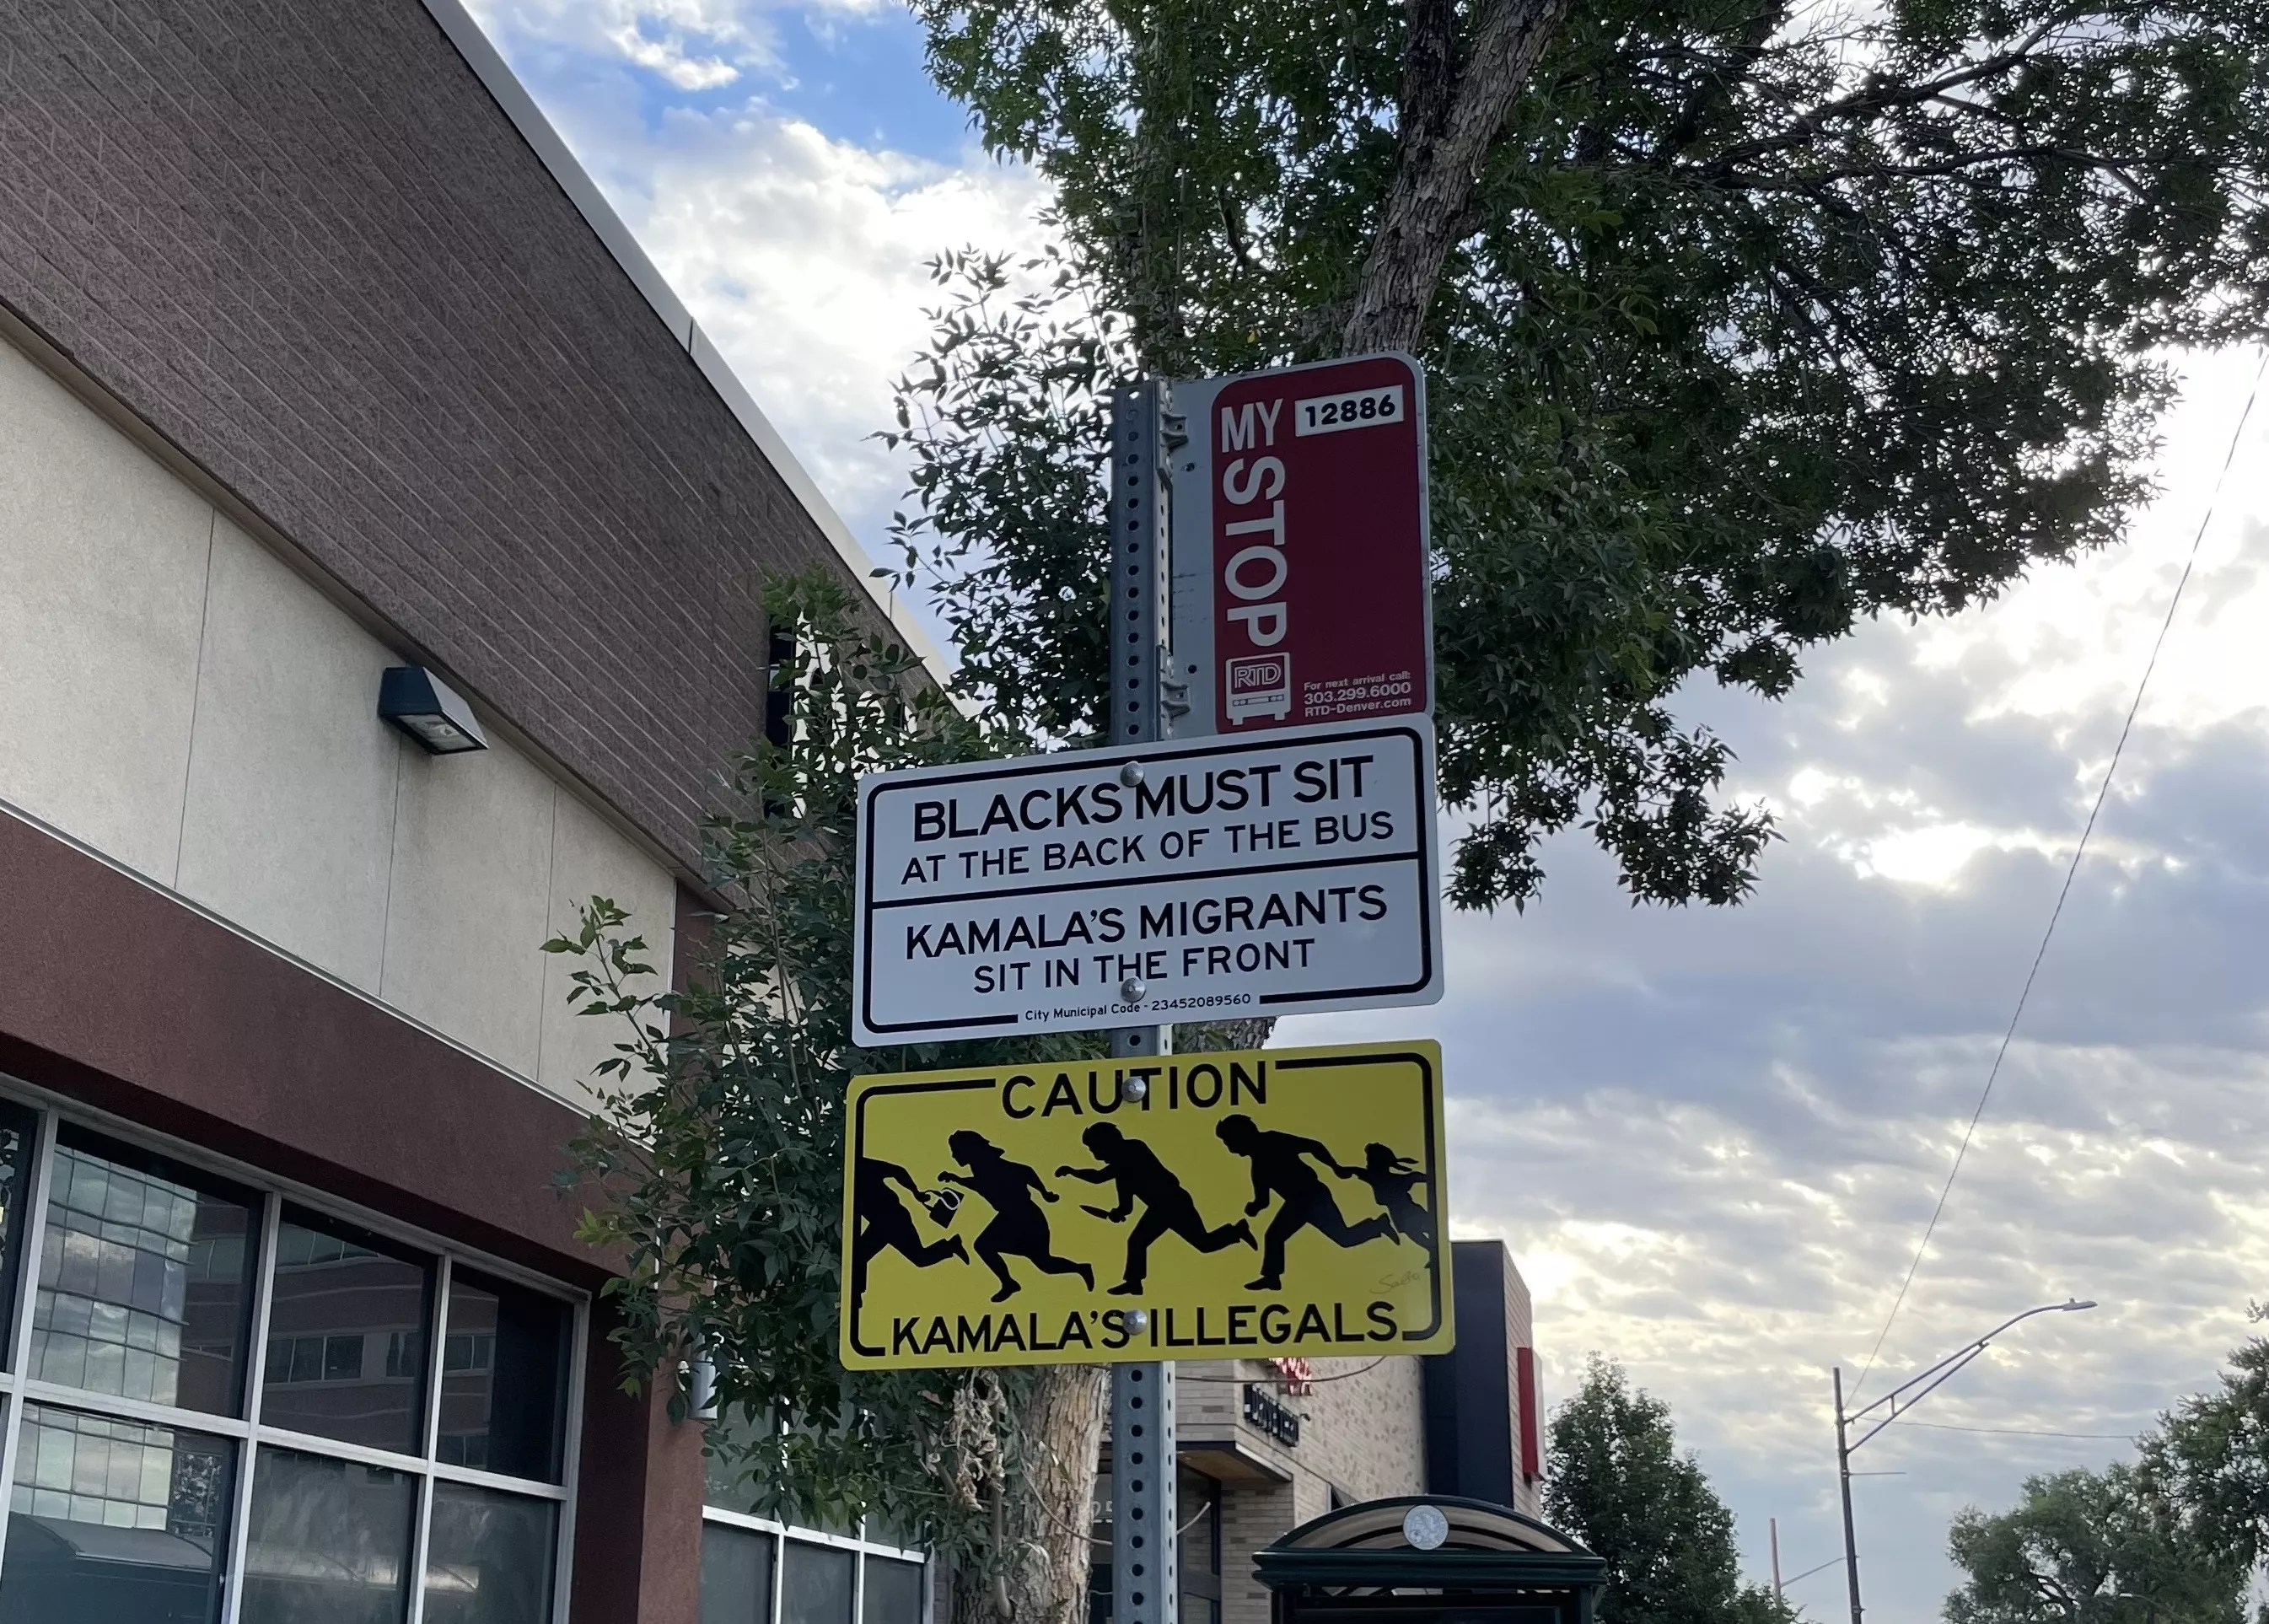 MY STOP
12886
RTD
For next arrival call:
303.299.6000
RTD-Denver.com
BLACKS MUST SIT
AT THE BACK OF THE BUS
KAMALA'S MIGRANTS
SIT IN THE FRONT
City Municipal Code - 23452089560
CAUTION
KAMALA'S ILLEGALS